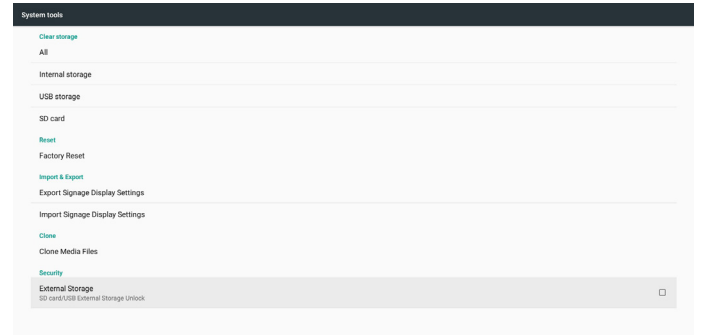 System tools
Clear storage
All
Internal storage
USB storage
SD card
Reset
Factory Reset
Import & Export
Export Signage Display Settings
Import Signage Display Settings
Clone
Clone Media Files
Security
External Storage
SD card/USB External Storage Unlock